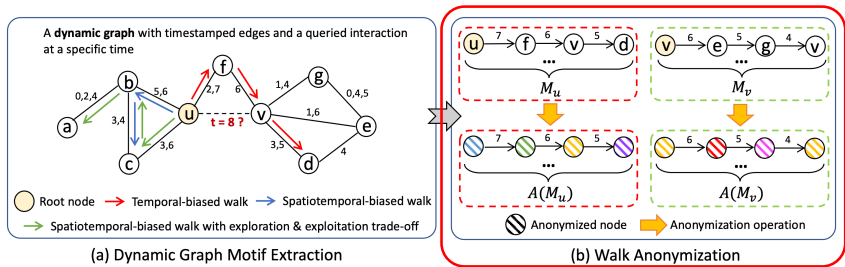 A dynamic graph with timestamped edges and a queried interaction
at a specific time
f
g
b
0,2,4
5,6
2,7
6
1,4
0,4,5
a
3,4
u
t = 8 ?
v
1,6
e
3,6
3,5
4
c
d
Root node
Temporal-biased walk
Spatiotemporal-biased walk
Spatiotemporal-biased walk with exploration & exploitation trade-off
(a) Dynamic Graph Motif Extraction
u 7 f 6 v 5 d
...
M_u
v 6 e 5 g 4 v
...
M_v
7 6 5
...
A(M_u)
6 5 4
...
A(M_v)
Anonymized node
Anonymization operation
(b) Walk Anonymization